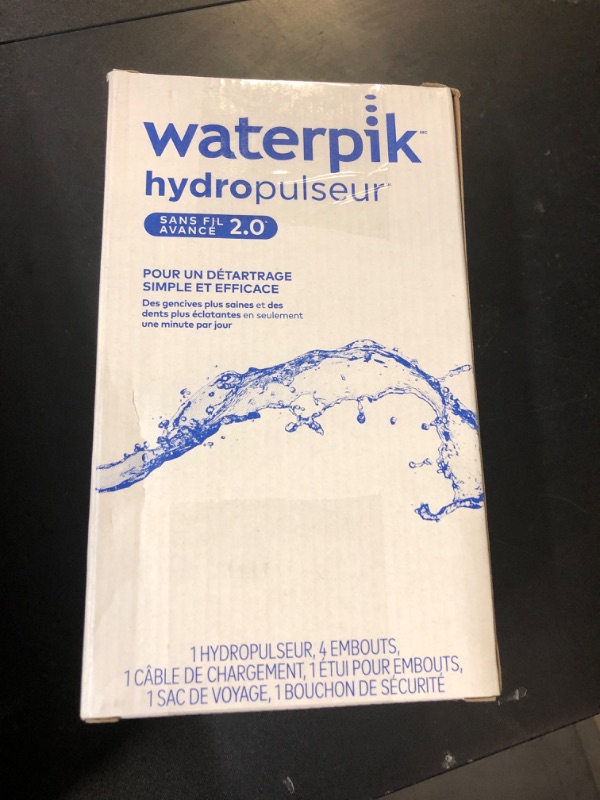 waterpik MC
hydropulseur
SANS FIL
AVANCÉ 2.0
POUR UN DÉTARTRAGE
SIMPLE ET EFFICACE
Des gencives plus saines et des
dents plus éclatantes en seulement
une minute par jour
1 HYDROPULSEUR, 4 EMBOUTS,
1 CÂBLE DE CHARGEMENT, 1 ÉTUI POUR EMBOUTS,
1 SAC DE VOYAGE, 1 BOUCHON DE SÉCURITÉ